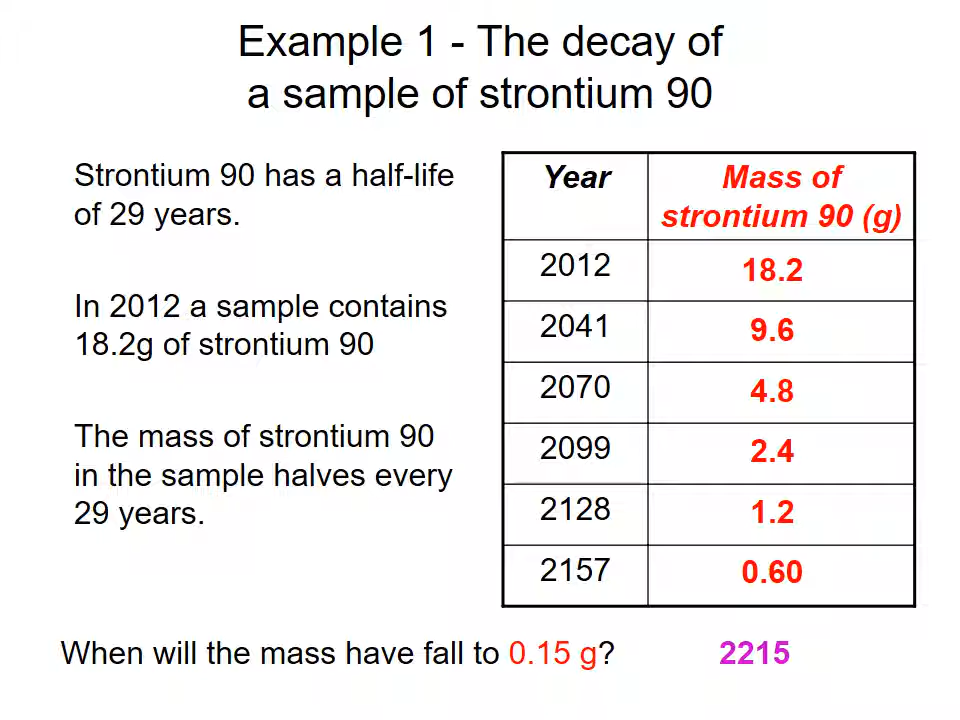 Example 1 - The decay of
a sample of strontium 90
Strontium 90 has a half-life
of 29 years.
In 2012 a sample contains
18.2g of strontium 90
The mass of strontium 90
in the sample halves every
29 years.
Year Mass of
strontium 90 (g)
2012 18.2
2041 9.6
2070 4.8
2099 2.4
2128 1.2
2157 0.60
When will the mass have fall to 0.15 g? 2215